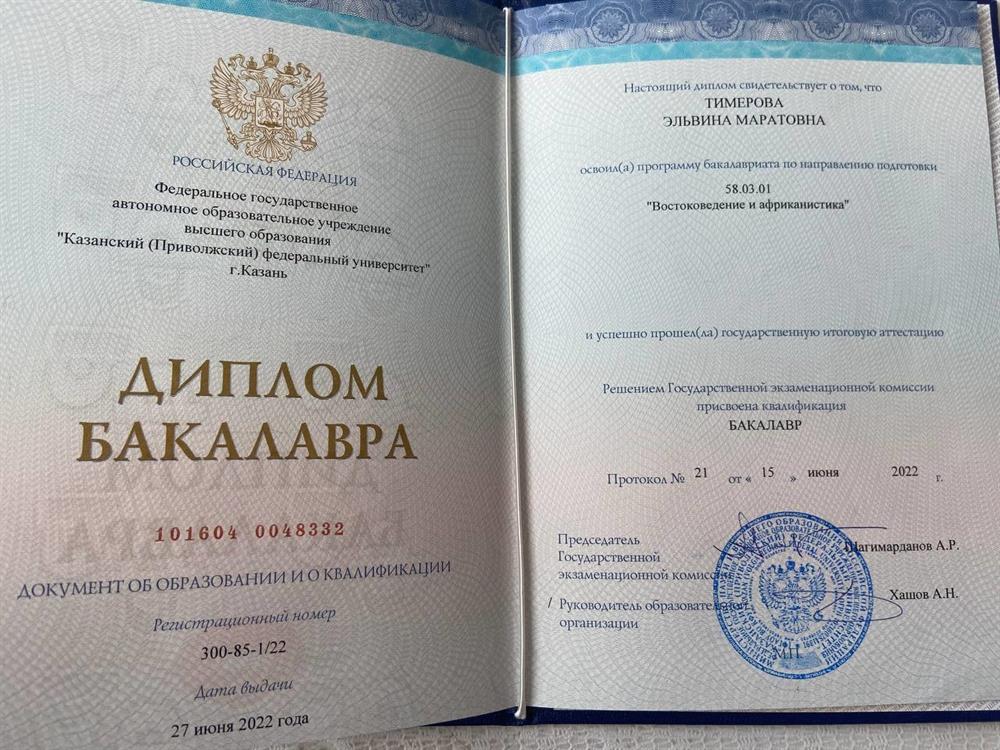 РОССИЙСКАЯ ФЕДЕРАЦИЯ
Федеральное государственное
автономное образовательное учреждение
высшего образования
"Казанский (Приволжский) федеральный университет"
г.Казань
ДИПЛОМ
БАКАЛАВРА
101604 0048332
ДОКУМЕНТ ОБ ОБРАЗОВАНИИ И О КВАЛИФИКАЦИИ
Регистрационный номер
300-85-1/22
Дата выдачи
27 июня 2022 года
Настоящий диплом свидетельствует о том, что
ТИМЕРОВА
ЭЛЬВИНА МАРАТОВНА
освоил(а) программу бакалавриата по направлению подготовки
58.03.01
"Востоковедение и африканистика"
и успешно прошел(ла) государственную итоговую аттестацию
Решением Государственной экзаменационной комиссии
присвоена квалификация
БАКАЛАВР
Протокол № 21 от « 15 » июня 2022 г.
Председатель
Государственной
экзаменационной комиссии Шагимарданов А.Р.
/ Руководитель образовательной Хашов А.Н.
организации
М.П.